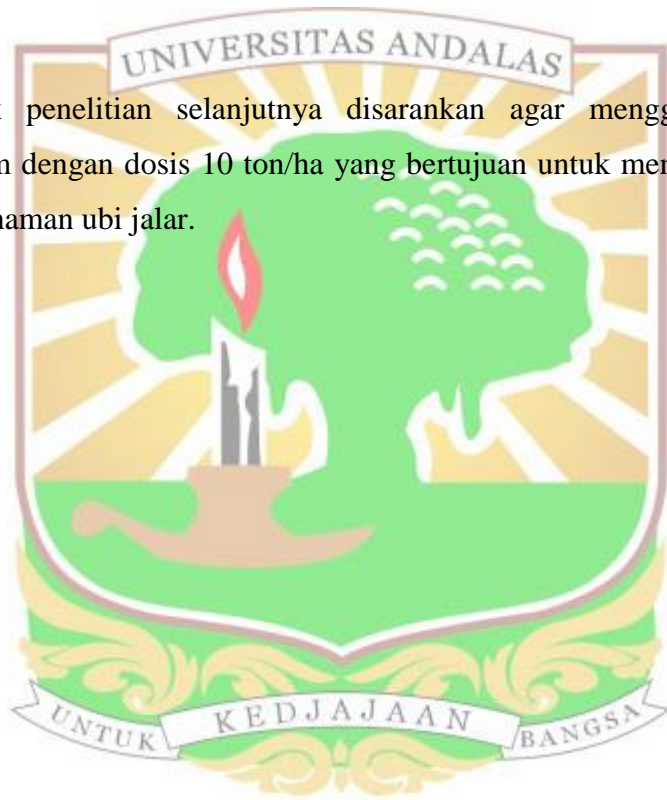 UNIVERSITAS ANDALAS
penelitian selanjutnya disarankan agar
dengan dosis 10 ton/ha yang bertujuan untuk
ubi jalar.
UNTUK KEDJAJAAN BANGSA